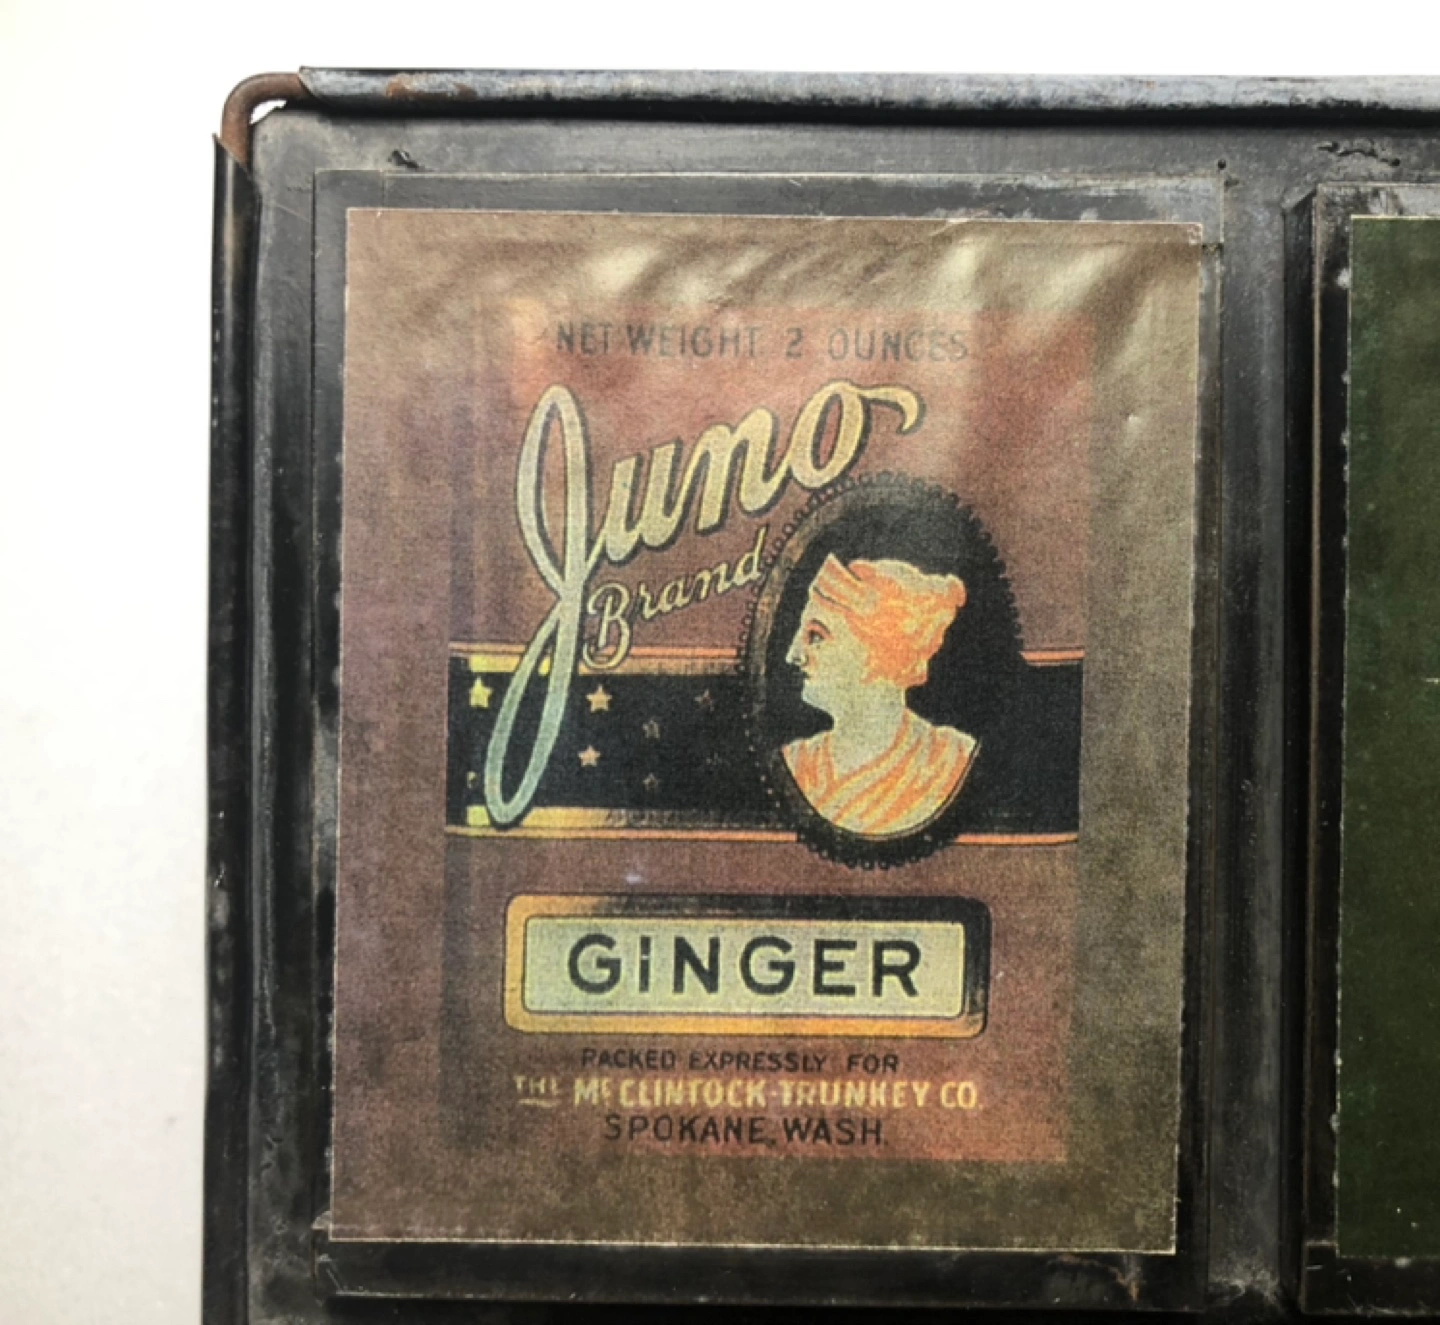 NET WEIGHT 2 OUNCES
Juno
Brand
GiNGER
PACKED EXPRESSLY FOR
THE McCLINTOCK-TRUNKEY CO.
SPOKANE, WASH.